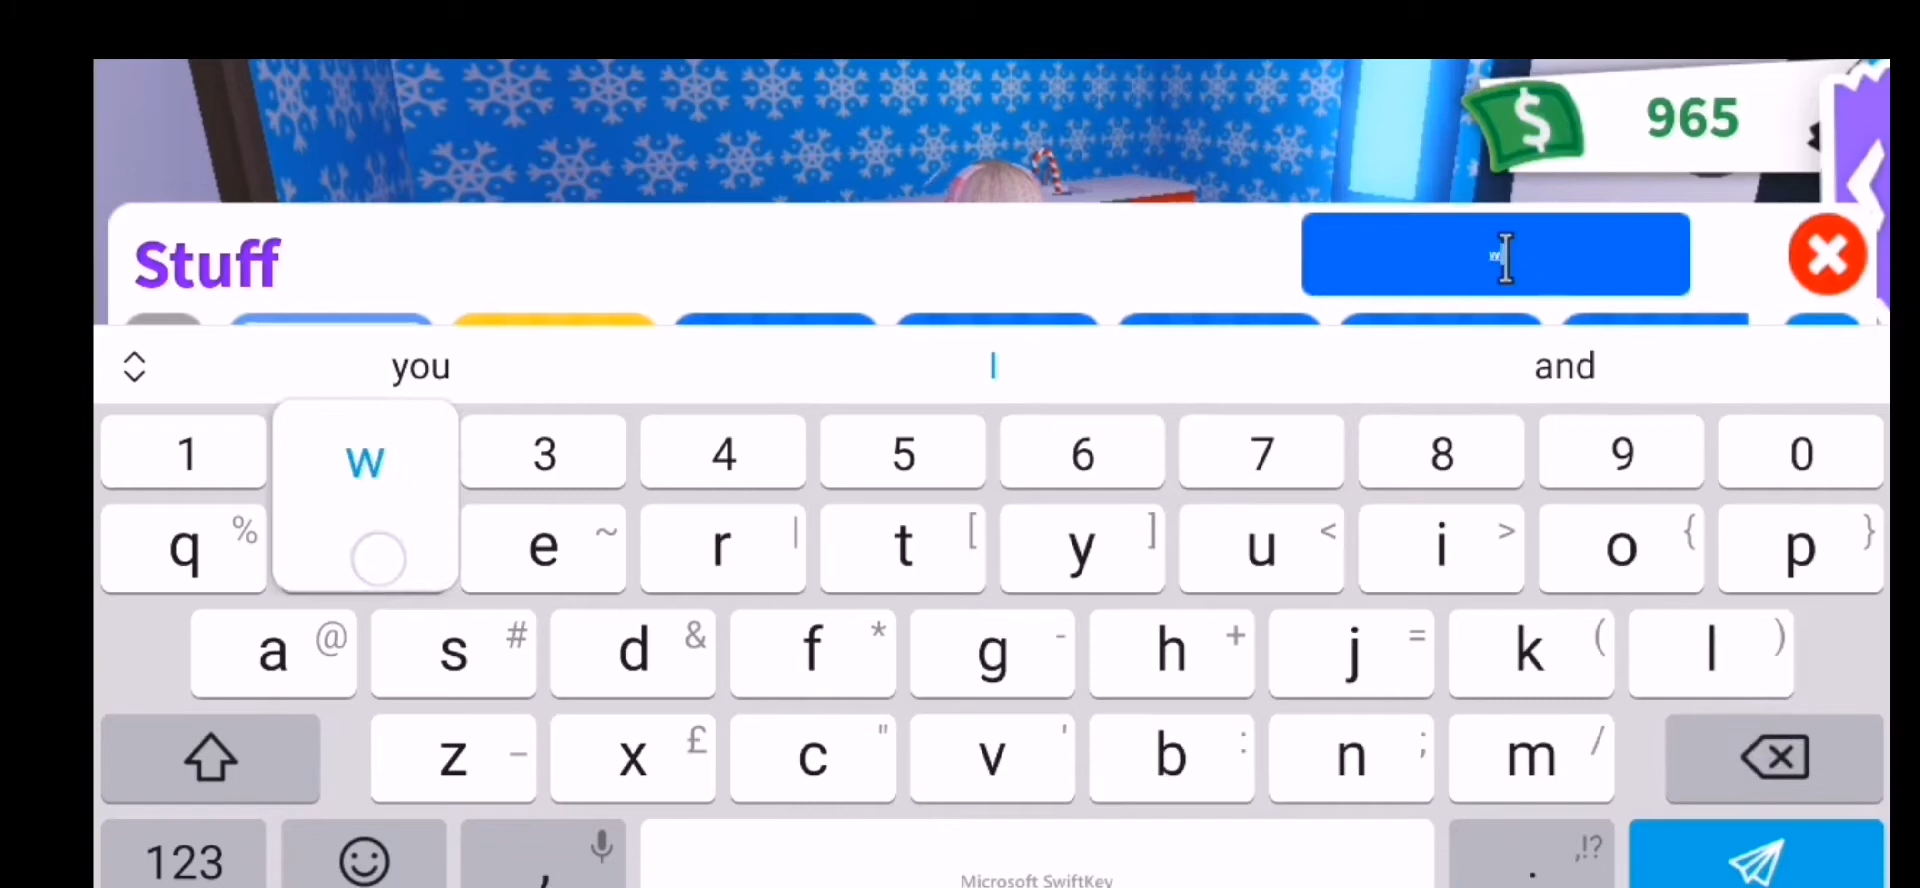 $ 965
Stuff
w
you I and
1 w 3 4 5 6 7 8 9 0
q % e ~ r | t [ y ] u < i > o { p }
a @ s # d & f * g - h + j = k ( l )
z _ x £ c " v ' b : n ; m /
123 , . ,!?
Microsoft SwiftKey